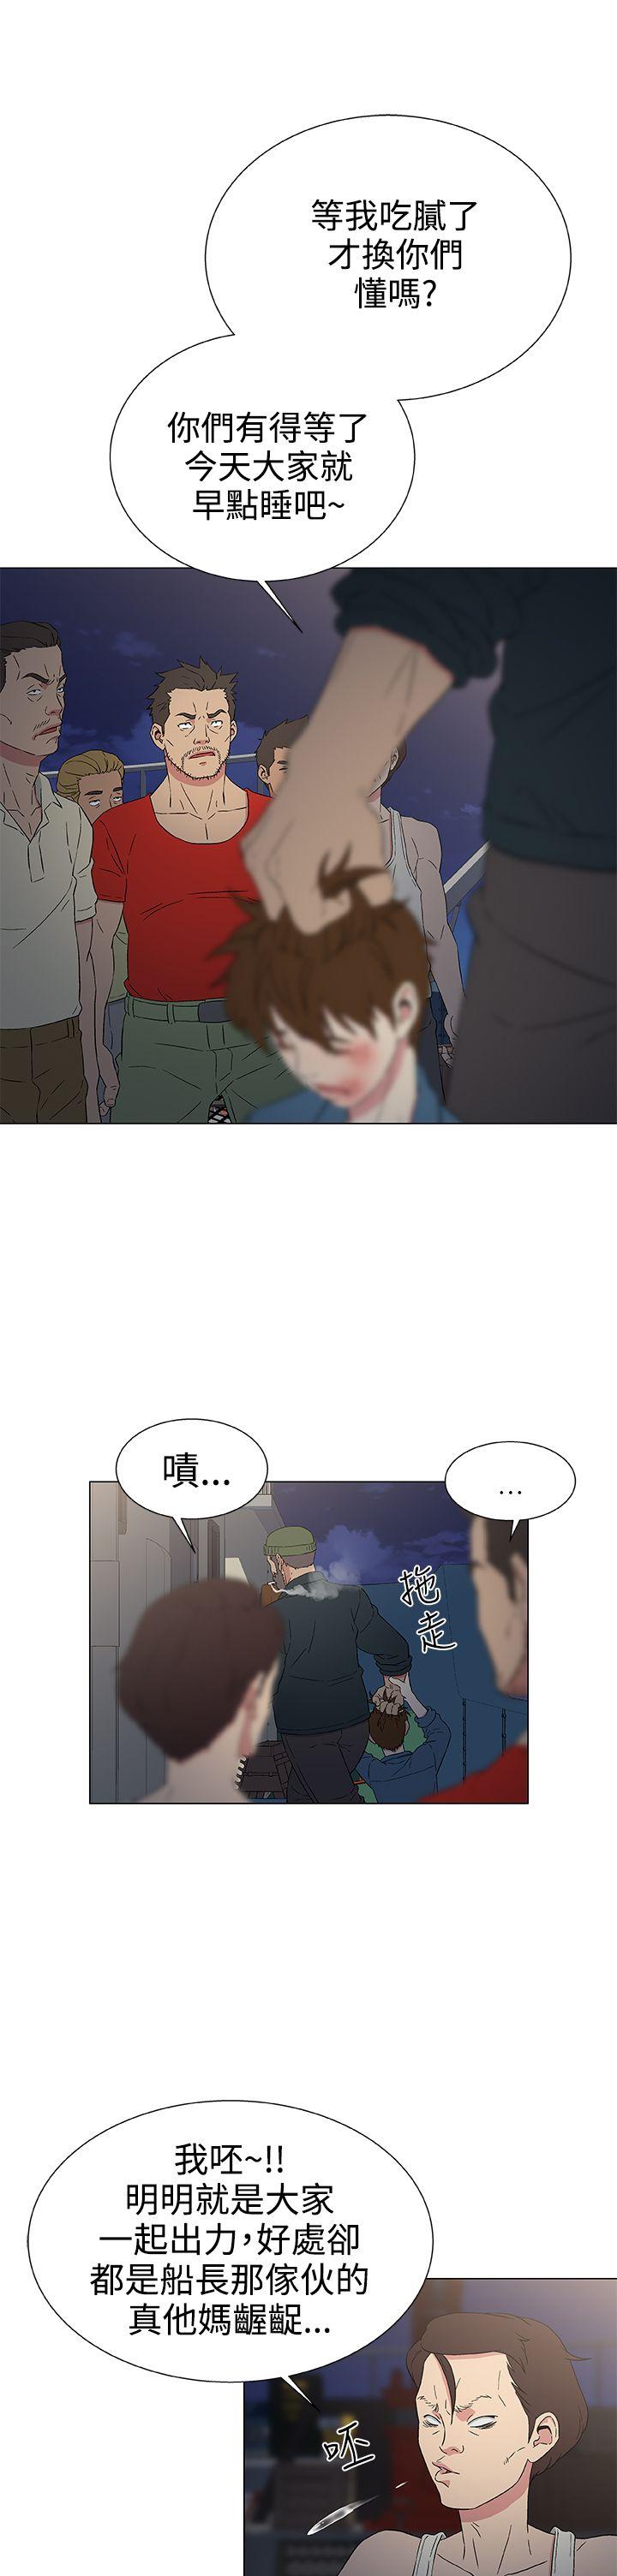 等我吃膩了
才換你們
懂嗎?
你們有得等了
今天大家就
早點睡吧~
嘖...
...
拖
走
我呸~!!
明明就是大家
一起出力,好處卻
都是船長那傢伙的
真他媽齷齪...
呸